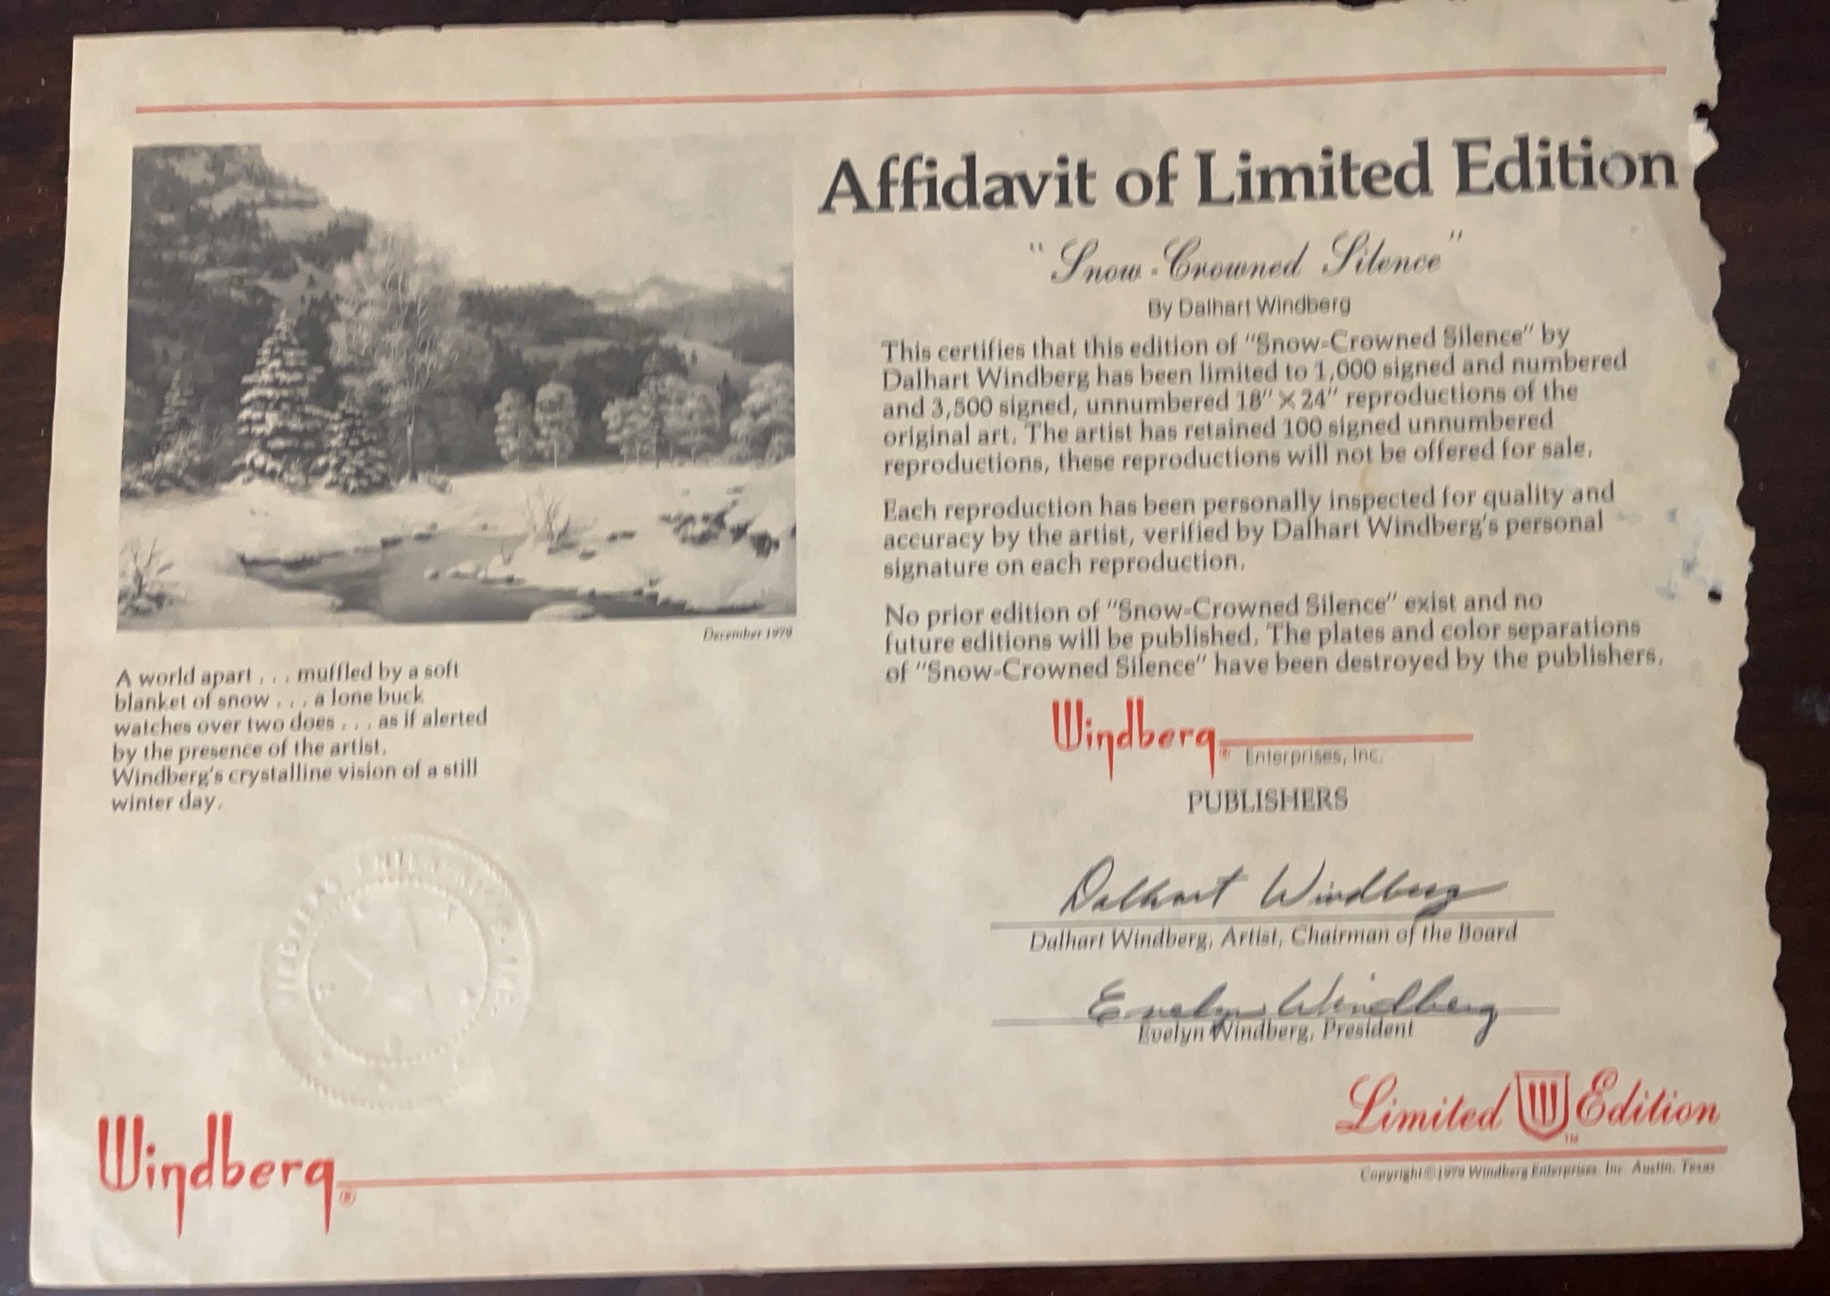 Affidavit of Limited Edition
"Snow-Crowned Silence"
By Dalhart Windberg
This certifies that this edition of "Snow-Crowned Silence" by
Dalhart Windberg has been limited to 1,000 signed and numbered
and 3,500 signed, unnumbered 18" × 24" reproductions of the
original art. The artist has retained 100 signed unnumbered
reproductions, these reproductions will not be offered for sale.
Each reproduction has been personally inspected for quality and
accuracy by the artist, verified by Dalhart Windberg's personal
signature on each reproduction.
No prior edition of "Snow-Crowned Silence" exist and no
future editions will be published. The plates and color separations
of "Snow-Crowned Silence" have been destroyed by the publishers.
December 1979
A world apart . . . muffled by a soft
blanket of snow . . . a lone buck
watches over two does . . . as if alerted
by the presence of the artist.
Windberg's crystalline vision of a still
winter day.
Windberg®
Enterprises, Inc.
PUBLISHERS
Dalhart Windberg
Dalhart Windberg, Artist, Chairman of the Board
Evelyn Windberg
Evelyn Windberg, President
Limited W Edition
TM
Windberg®
Copyright © 1979 Windberg Enterprises, Inc. Austin, Texas